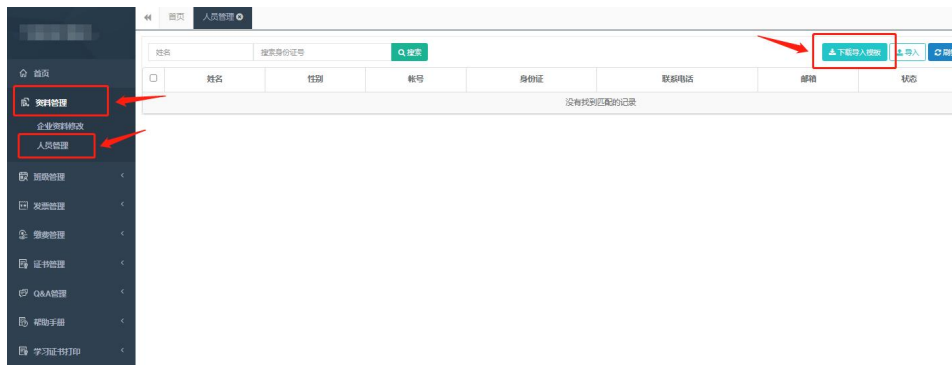 首页
人员管理
姓名
搜索身份证号
搜索
下载导入模板
导入
首页
资料管理
企业资料修改
人员管理
班级管理
发票管理
缴费管理
证书管理
Q&A管理
帮助手册
学习证书打印
姓名 性别 帐号 身份证 联系电话 邮箱 状态
没有找到匹配的记录